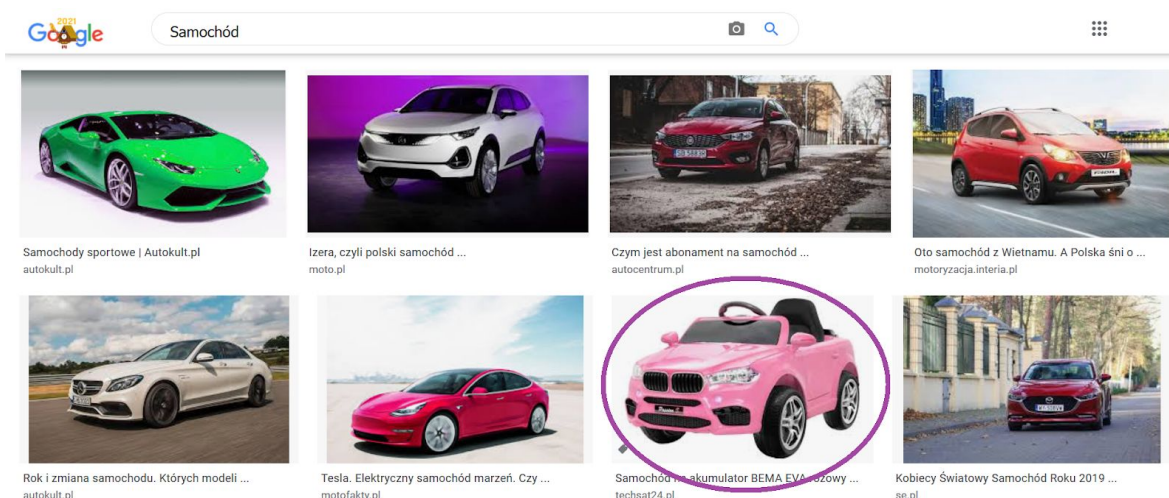 Google
2021
Samochód
Samochody sportowe | Autokult.pl
autokult.pl
Izera, czyli polski samochód ...
moto.pl
Czym jest abonament na samochód ...
autocentrum.pl
Oto samochód z Wietnamu. A Polska śni o ...
motoryzacja.interia.pl
Rok i zmiana samochodu. Których modeli ...
autokult.pl
Tesla. Elektryczny samochód marzeń. Czy ...
motofakty.pl
Samochód na akumulator BEMA EVA różowy ...
techsat24.pl
Kobiecy Światowy Samochód Roku 2019 ...
se.pl